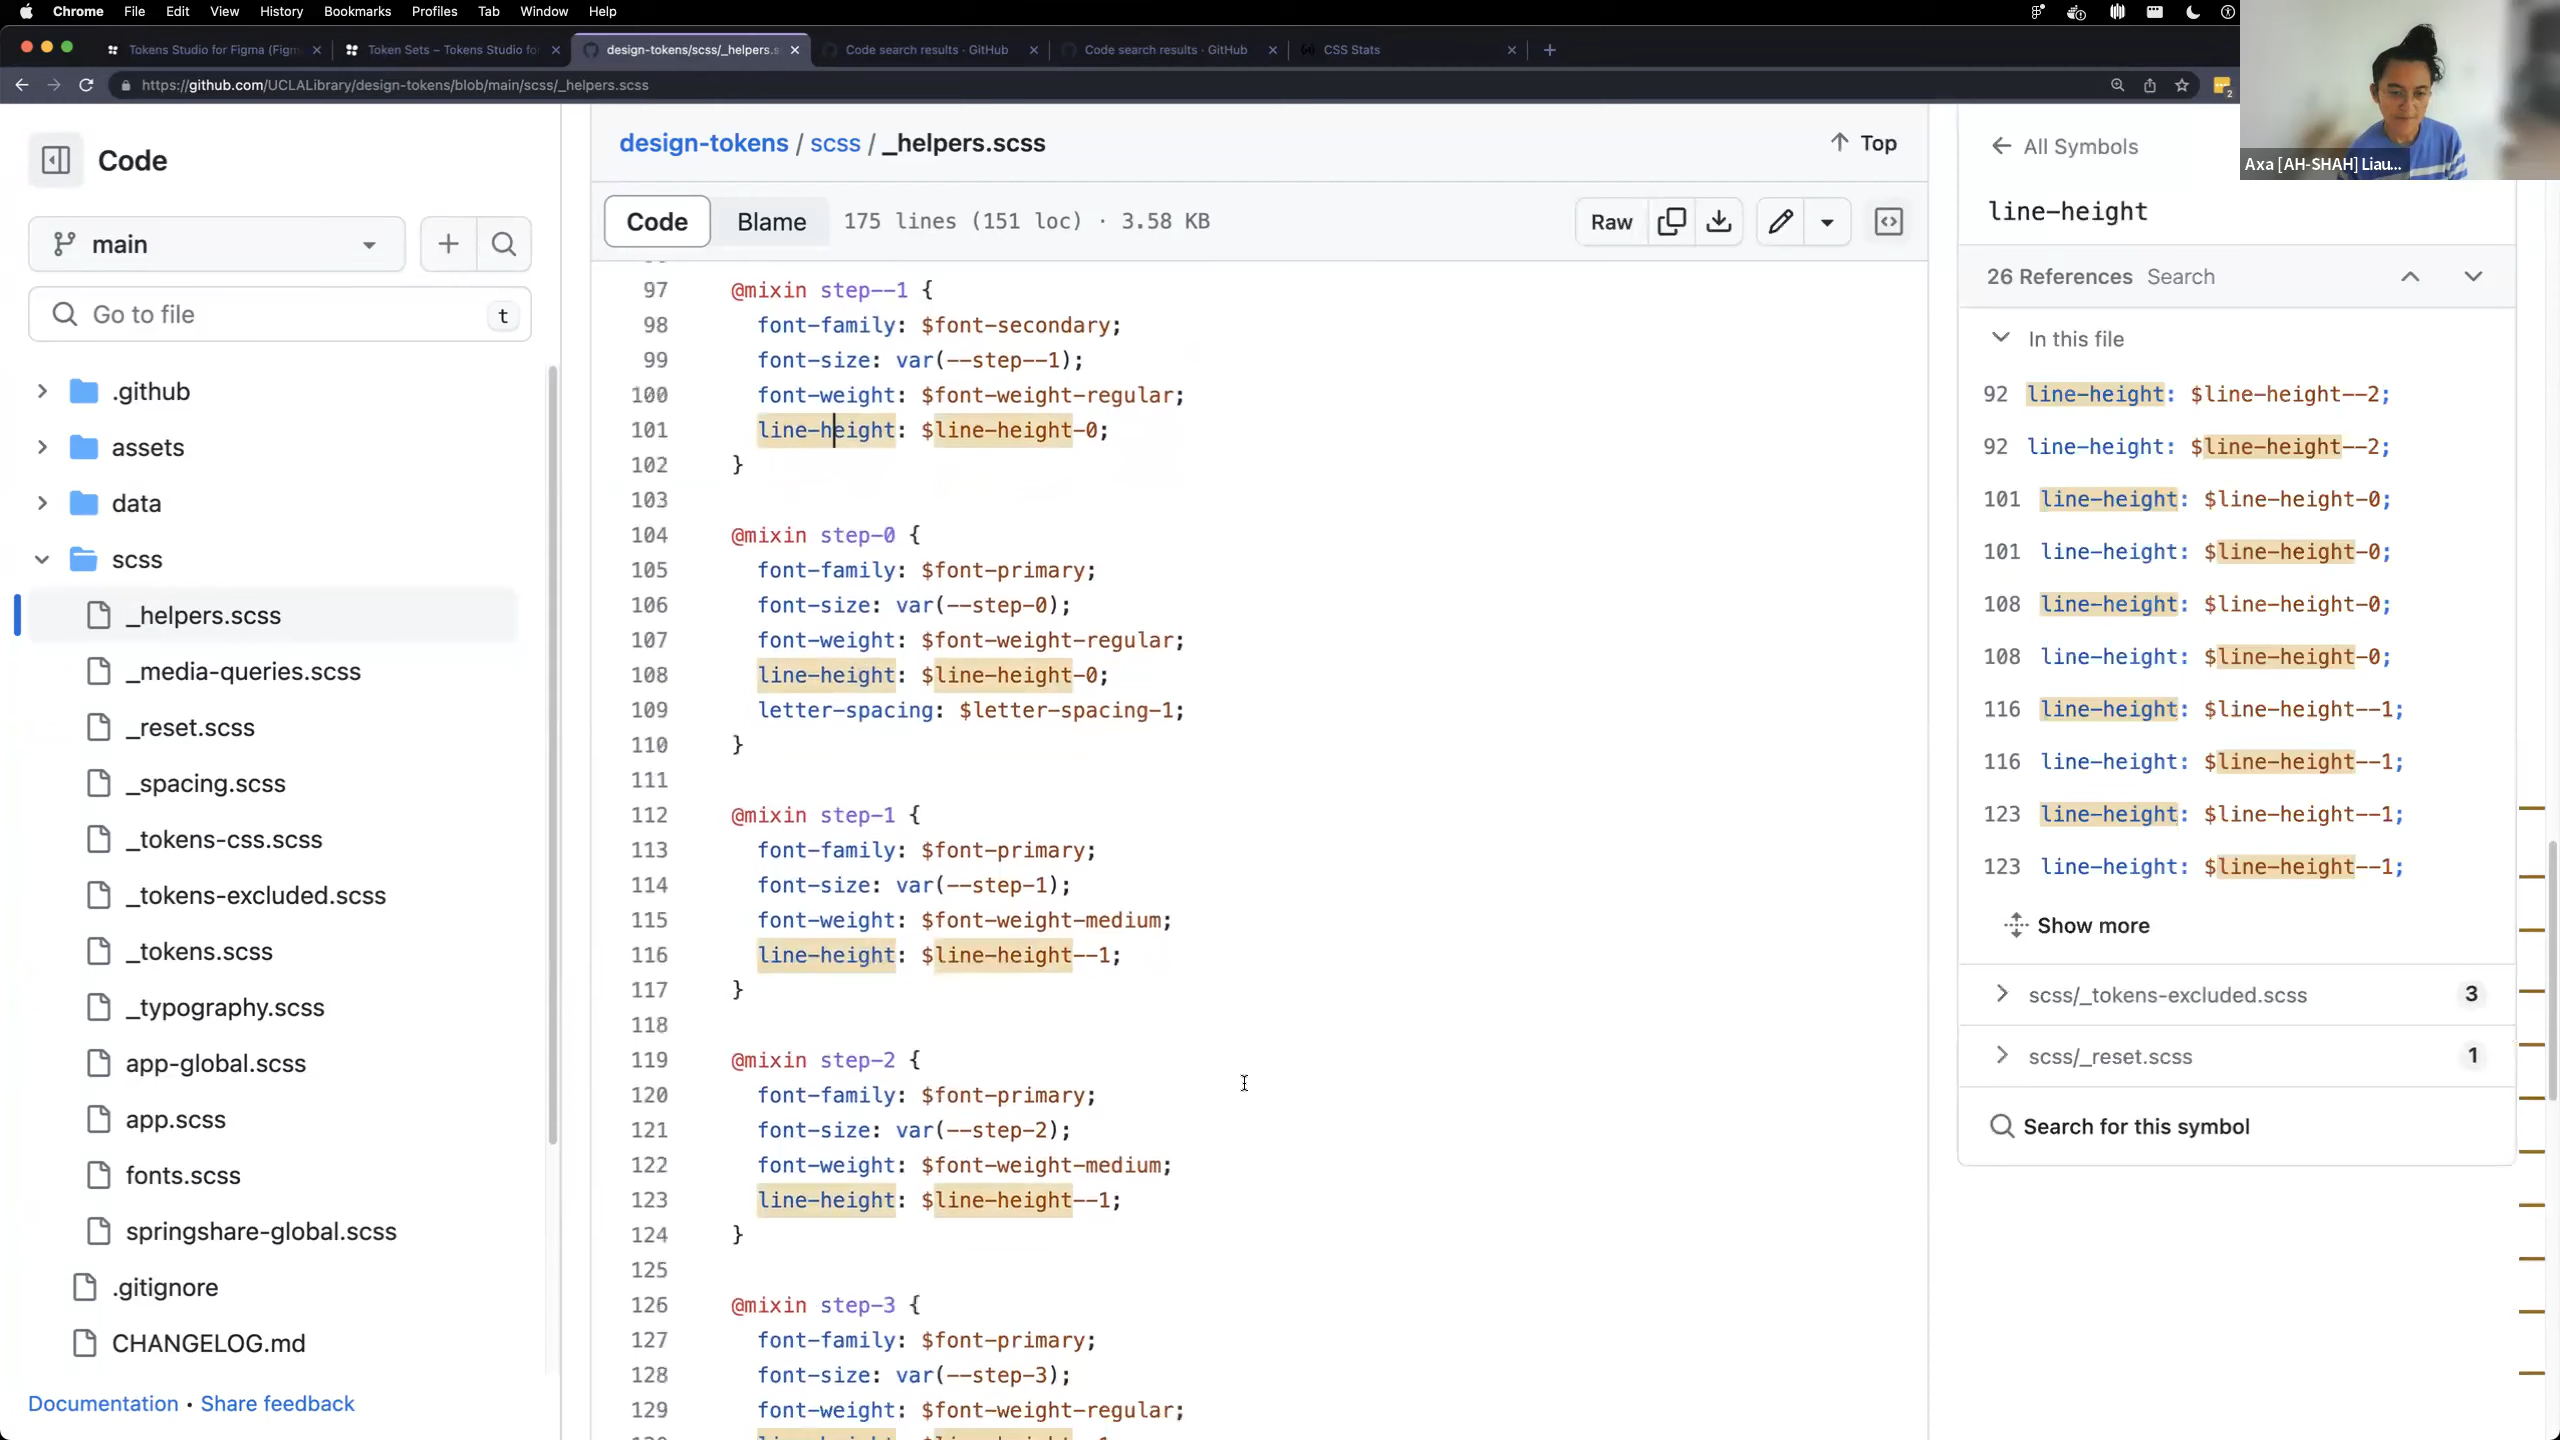 Chrome File Edit View History Bookmarks Profiles Tab Window Help
Tokens Studio for Figma (Figm
Token Sets – Tokens Studio fo
design-tokens/scss/_helpers.s
Code search results · GitHub
Code search results · GitHub
CSS Stats
https://github.com/UCLALibrary/design-tokens/blob/main/scss/_helpers.scss
2
Axa [AH-SHAH] Liau...
Code
main
Go to file
t
.github
assets
data
scss
_helpers.scss
_media-queries.scss
_reset.scss
_spacing.scss
_tokens-css.scss
_tokens-excluded.scss
_tokens.scss
_typography.scss
app-global.scss
app.scss
fonts.scss
springshare-global.scss
.gitignore
CHANGELOG.md
Documentation • Share feedback
design-tokens / scss / _helpers.scss
Top
Code Blame 175 lines (151 loc) · 3.58 KB
Raw
97 @mixin step--1 {
98 font-family: $font-secondary;
99 font-size: var(--step--1);
100 font-weight: $font-weight-regular;
101 line-height: $line-height-0;
102 }
103
104 @mixin step-0 {
105 font-family: $font-primary;
106 font-size: var(--step-0);
107 font-weight: $font-weight-regular;
108 line-height: $line-height-0;
109 letter-spacing: $letter-spacing-1;
110 }
111
112 @mixin step-1 {
113 font-family: $font-primary;
114 font-size: var(--step-1);
115 font-weight: $font-weight-medium;
116 line-height: $line-height--1;
117 }
118
119 @mixin step-2 {
120 font-family: $font-primary;
121 font-size: var(--step-2);
122 font-weight: $font-weight-medium;
123 line-height: $line-height--1;
124 }
125
126 @mixin step-3 {
127 font-family: $font-primary;
128 font-size: var(--step-3);
129 font-weight: $font-weight-regular;
All Symbols
line-height
26 References Search
In this file
92 line-height: $line-height--2;
92 line-height: $line-height--2;
101 line-height: $line-height-0;
101 line-height: $line-height-0;
108 line-height: $line-height-0;
108 line-height: $line-height-0;
116 line-height: $line-height--1;
116 line-height: $line-height--1;
123 line-height: $line-height--1;
123 line-height: $line-height--1;
Show more
scss/_tokens-excluded.scss 3
scss/_reset.scss 1
Search for this symbol